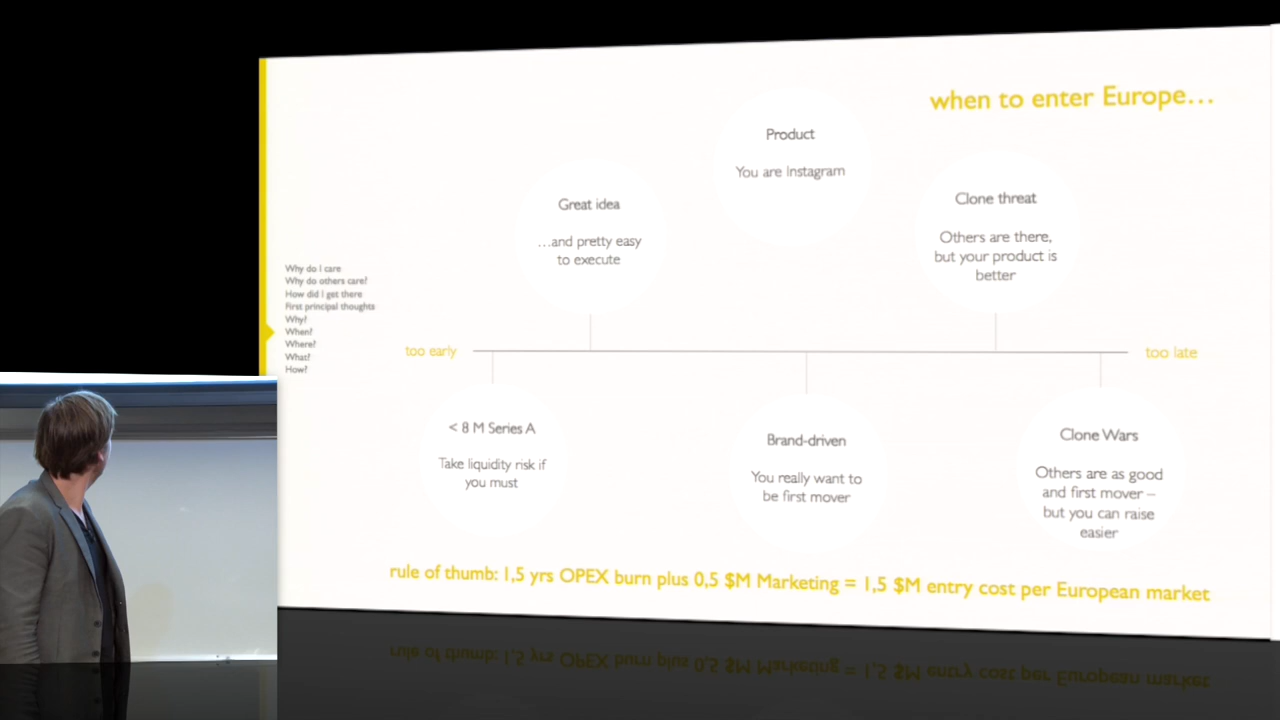 when to enter Europe...
Product
You are Instagram
Great idea
...and pretty easy
to execute
Clone threat
Others are there,
but your product is
better
Why do I care
Why do others care?
How did I get there
First principal thoughts
Why?
When?
Where?
What?
How?
too early
too late
< 8 M Series A
Take liquidity risk if
you must
Brand-driven
You really want to
be first mover
Clone Wars
Others are as good
and first mover –
but you can raise
easier
rule of thumb: 1,5 yrs OPEX burn plus 0,5 $M Marketing = 1,5 $M entry cost per European market